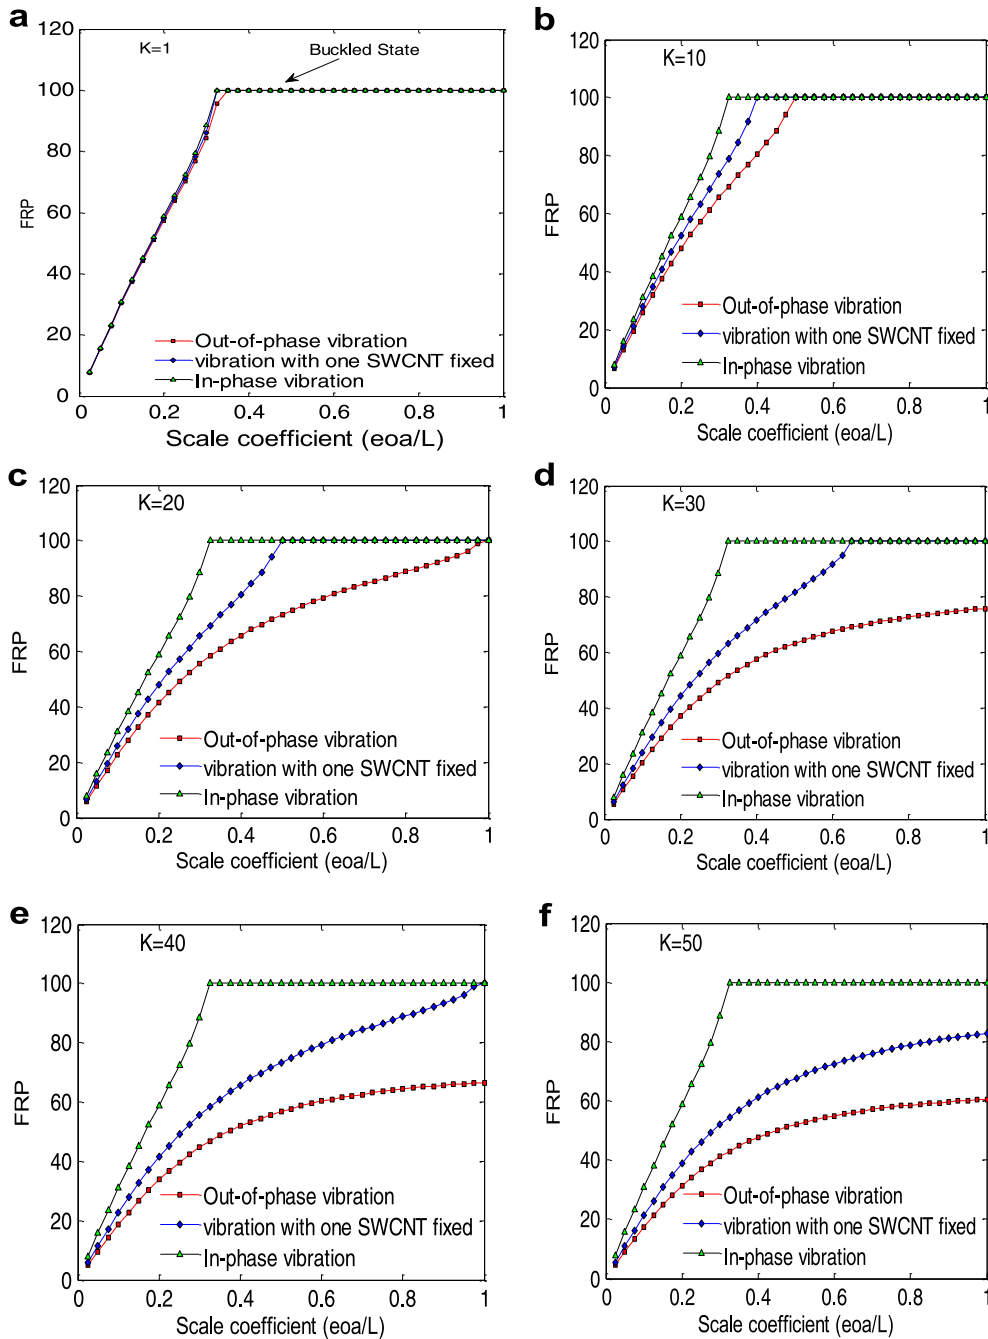 a
120
K=1
Buckled State
100
80
60
FRP
40
20
0
Out-of-phase vibration
vibration with one SWCNT fixed
In-phase vibration
0 0.2 0.4 0.6 0.8 1
Scale coefficient (eoa/L)
b
120
K=10
100
80
60
FRP
40
20
0
Out-of-phase vibration
vibration with one SWCNT fixed
In-phase vibration
0 0.2 0.4 0.6 0.8 1
Scale coefficient (eoa/L)
c
120
K=20
100
80
60
FRP
40
20
0
Out-of-phase vibration
vibration with one SWCNT fixed
In-phase vibration
0 0.2 0.4 0.6 0.8 1
Scale coefficient (eoa/L)
d
120
K=30
100
80
60
FRP
40
20
0
Out-of-phase vibration
vibration with one SWCNT fixed
In-phase vibration
0 0.2 0.4 0.6 0.8 1
Scale coefficient (eoa/L)
e
120
K=40
100
80
60
FRP
40
20
0
Out-of-phase vibration
vibration with one SWCNT fixed
In-phase vibration
0 0.2 0.4 0.6 0.8 1
Scale coefficient (eoa/L)
f
120
K=50
100
80
60
FRP
40
20
0
Out-of-phase vibration
vibration with one SWCNT fixed
In-phase vibration
0 0.2 0.4 0.6 0.8 1
Scale coefficient (eoa/L)